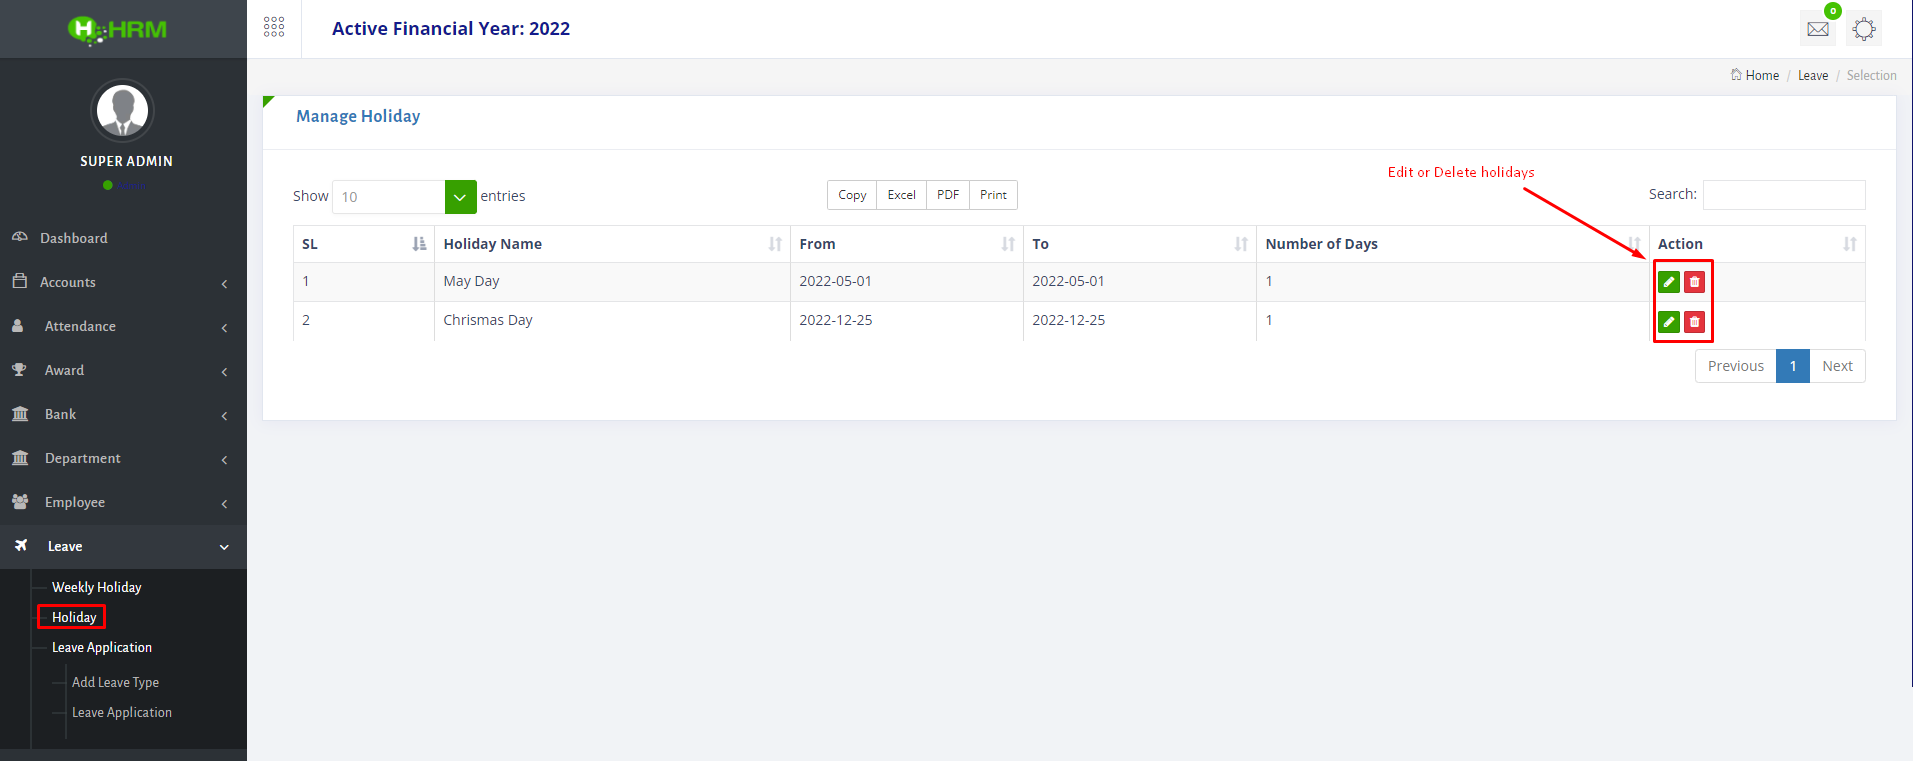 H HRM
Active Financial Year: 2022
0
Home / Leave / Selection
SUPER ADMIN
Dashboard
Accounts
Attendance
Award
Bank
Department
Employee
Leave
Weekly Holiday
Holiday
Leave Application
Add Leave Type
Leave Application
Manage Holiday
Edit or Delete holidays
Show 10 entries
Copy Excel PDF Print
Search:
SL Holiday Name From To Number of Days Action
1 May Day 2022-05-01 2022-05-01 1
2 Chrismas Day 2022-12-25 2022-12-25 1
Previous 1 Next